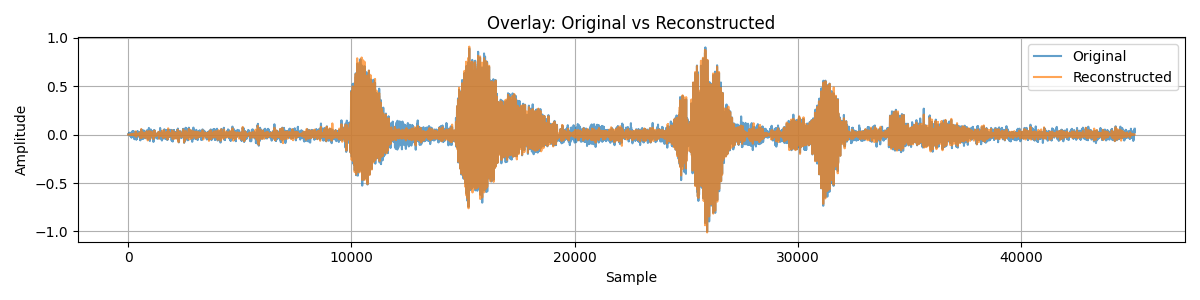 Overlay: Original vs Reconstructed
1.0
0.5
0.0
−0.5
−1.0
Amplitude
Original
Reconstructed
0
10000
20000
30000
40000
Sample